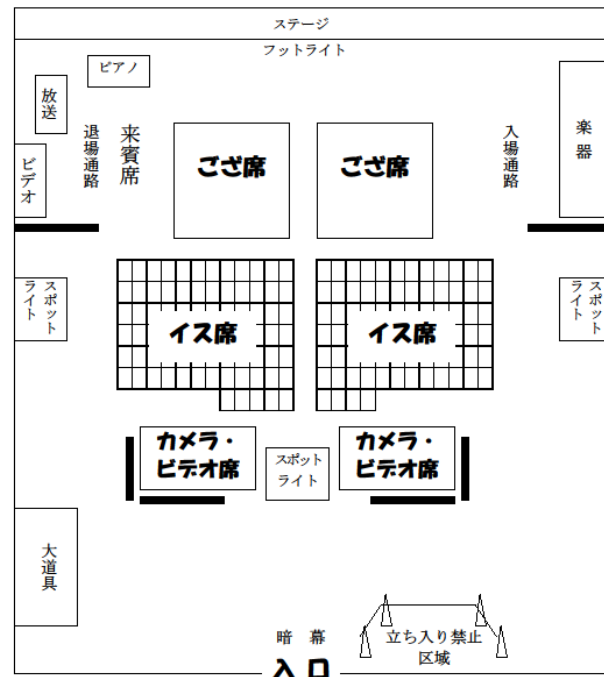 ステージ
フットライト
ピアノ
放送
ビデオ
退場通路
来賓席
ござ席
ござ席
入場通路
楽器
スポット
ライト
イス席
イス席
スポット
ライト
カメラ・
ビデオ席
スポット
ライト
カメラ・
ビデオ席
大道具
暗 幕
入口
立ち入り禁止
区域